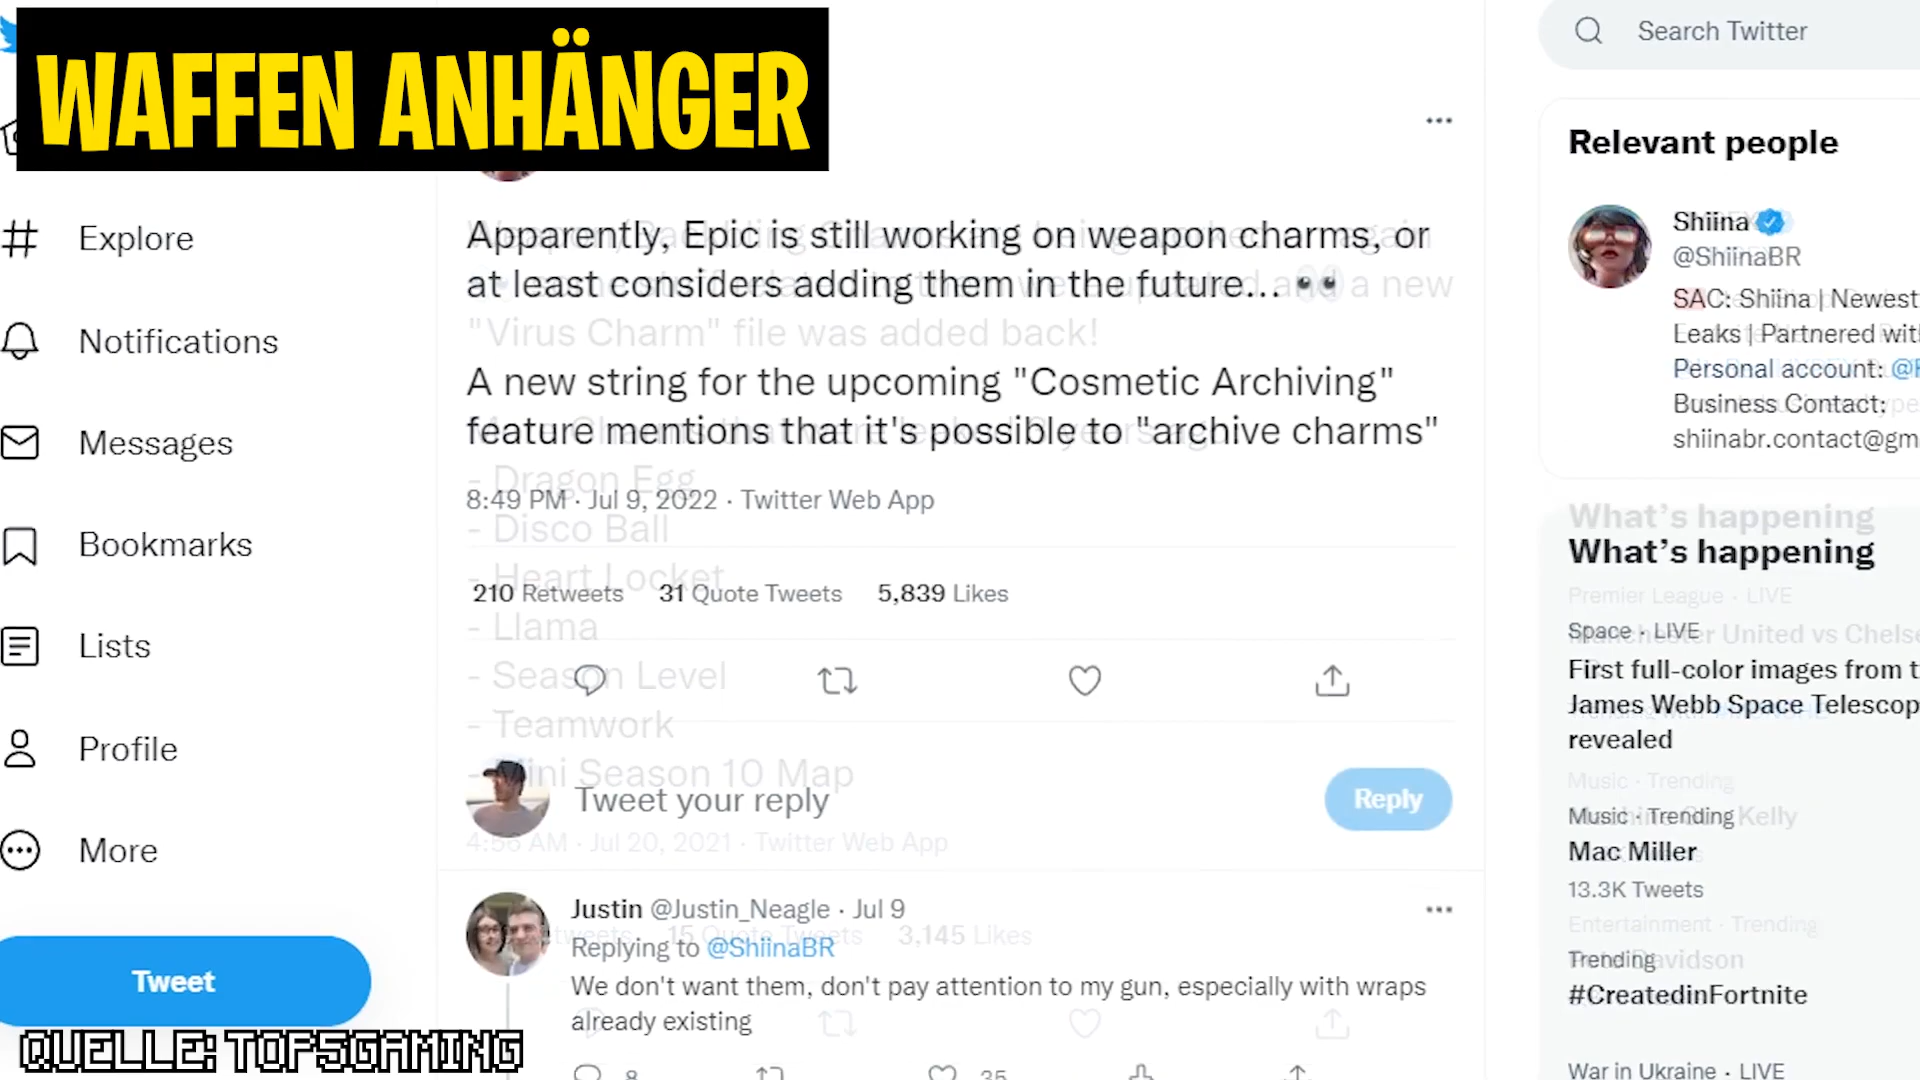 WAFFEN ANHÄNGER
Search Twitter
Explore
Notifications
Messages
Bookmarks
Lists
Profile
More
Tweet
QUELLE: TOP5GAMING
Apparently, Epic is still working on weapon charms, or
at least considers adding them in the future...
"Virus Charm" file was added back!
A new string for the upcoming "Cosmetic Archiving"
feature mentions that it's possible to "archive charms"
- Dragon Egg
8:49 PM · Jul 9, 2022 · Twitter Web App
- Disco Ball
- Heart Locket
210 Retweets 31 Quote Tweets 5,839 Likes
- Llama
- Season Level
- Teamwork
Mini Season 10 Map
Tweet your reply
Reply
4:56 AM · Jul 20, 2021 · Twitter Web App
Justin @Justin_Neagle · Jul 9
15 Quote Tweets 3,145 Likes
Replying to @ShiinaBR
We don't want them, don't pay attention to my gun, especially with wraps
already existing
8 35
Relevant people
Shiina
@ShiinaBR
SAC: Shiina | Newest
Leaks | Partnered wit
Personal account:
Business Contact:
shiinabr.contact@gm
What's happening
What's happening
Premier League · LIVE
Space · LIVE
Manchester United vs Chelse
First full-color images from t
James Webb Space Telescop
revealed
Music · Trending
Music · Trending
Kelly
Mac Miller
13.3K Tweets
Entertainment · Trending
Trending
Davidson
#CreatedinFortnite
War in Ukraine · LIVE